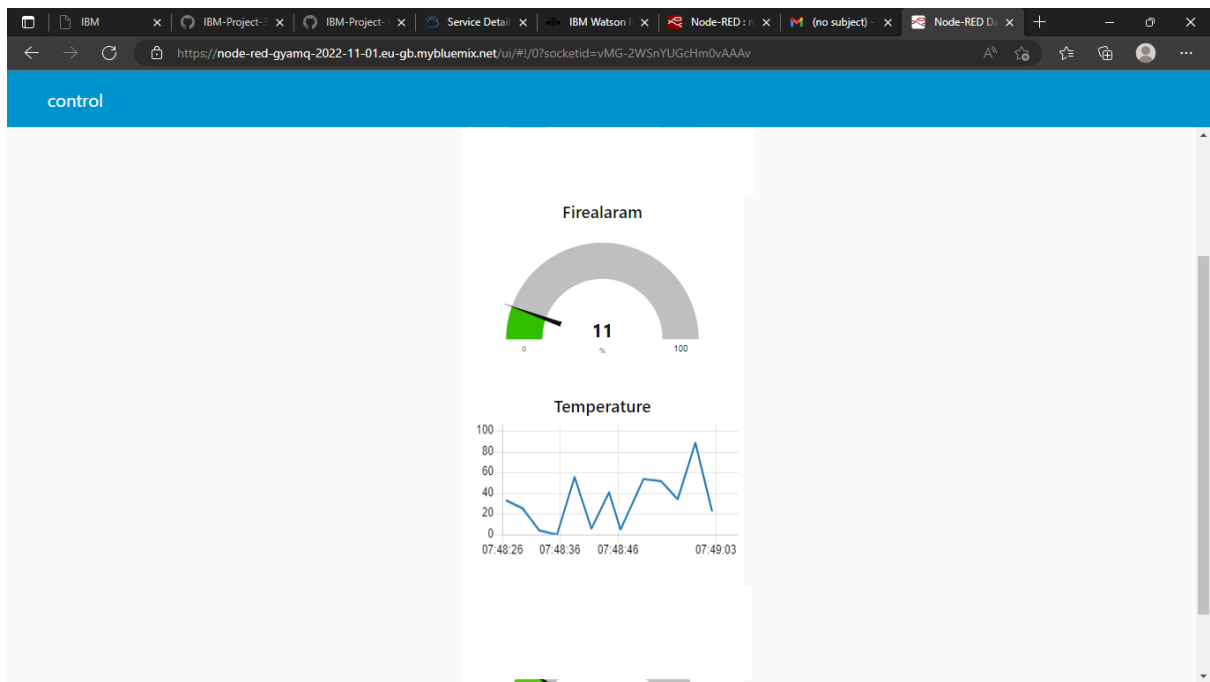 IBM
IBM-Project-
IBM-Project-
Service Detail
IBM Watson
Node-RED :
(no subject) -
Node-RED Da
https://node-red-gyamq-2022-11-01.eu-gb.mybluemix.net/ui/#!/0?socketid=vMG-2WSnYUGcHm0vAAAv
control
Firealaram
11
0
%
100
Temperature
100
80
60
40
20
0
07:48:26 07:48:36 07:48:46 07:49:03